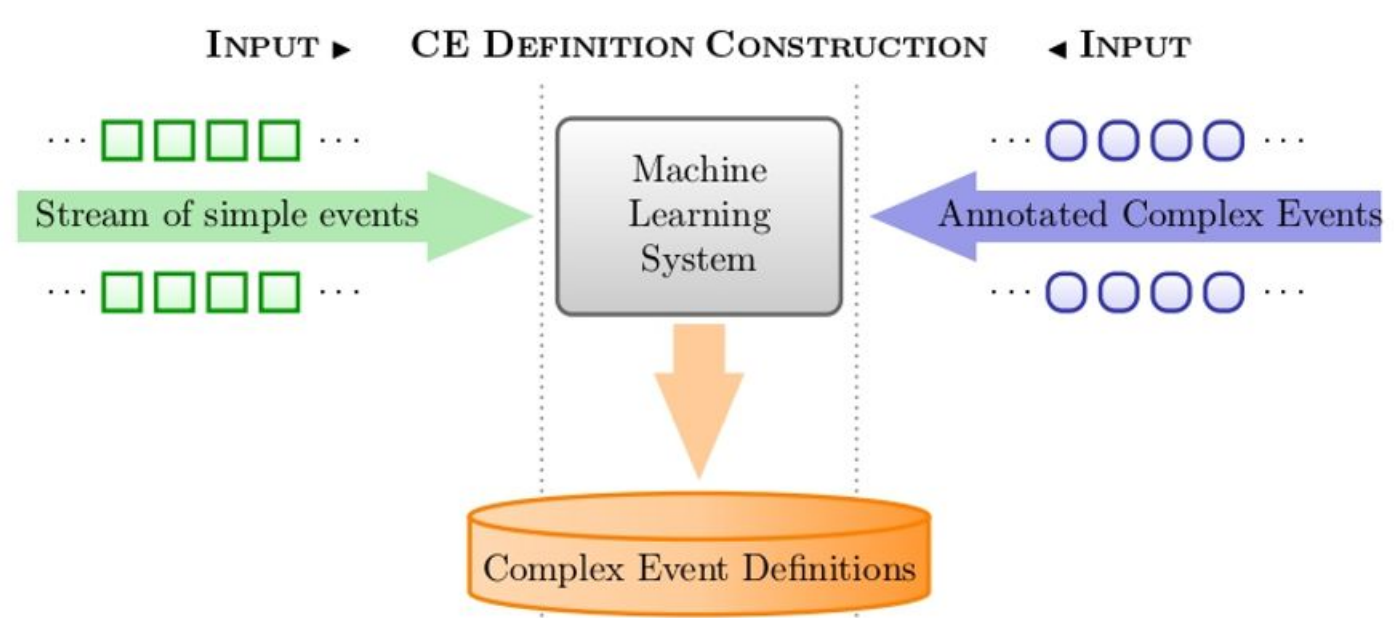 INPUT ▶ CE DEFINITION CONSTRUCTION ◀ INPUT
... ...
... ...
Stream of simple events
Machine
Learning
System
Annotated Complex Events
... ...
... ...
Complex Event Definitions